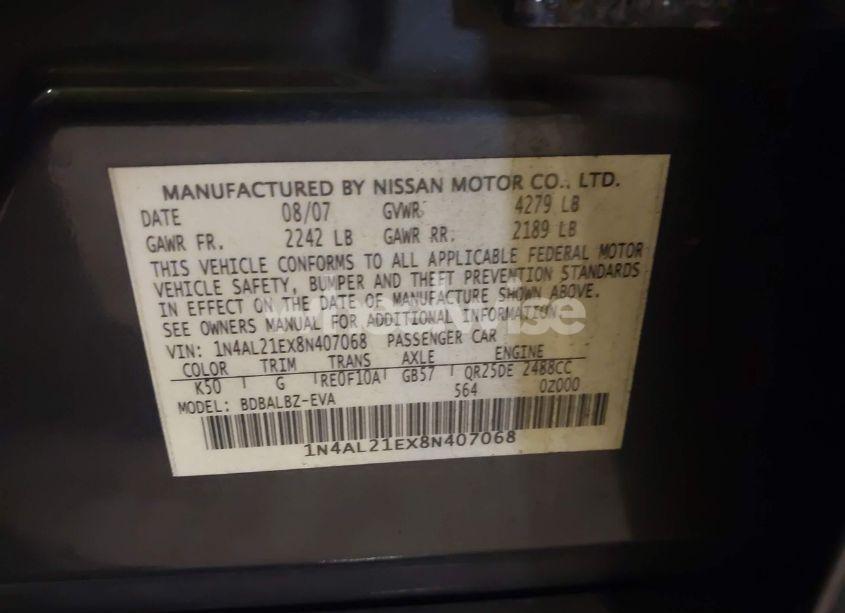 MANUFACTURED BY NISSAN MOTOR CO., LTD.
DATE 08/07 GVWR: 4279 LB
GAWR FR. 2242 LB GAWR RR. 2189 LB
THIS VEHICLE CONFORMS TO ALL APPLICABLE FEDERAL MOTOR
VEHICLE SAFETY, BUMPER AND THEFT PREVENTION STANDARDS
IN EFFECT ON THE DATE OF MANUFACTURE SHOWN ABOVE.
SEE OWNERS MANUAL FOR ADDITIONAL INFORMATION.
VIN: 1N4AL21EX8N407068 PASSENGER CAR
COLOR TRIM TRANS AXLE ENGINE
K50 G RE0F10A GB57 QR25DE 2488CC
MODEL: BDBALBZ-EVA 564 0Z000
1N4AL21EX8N407068